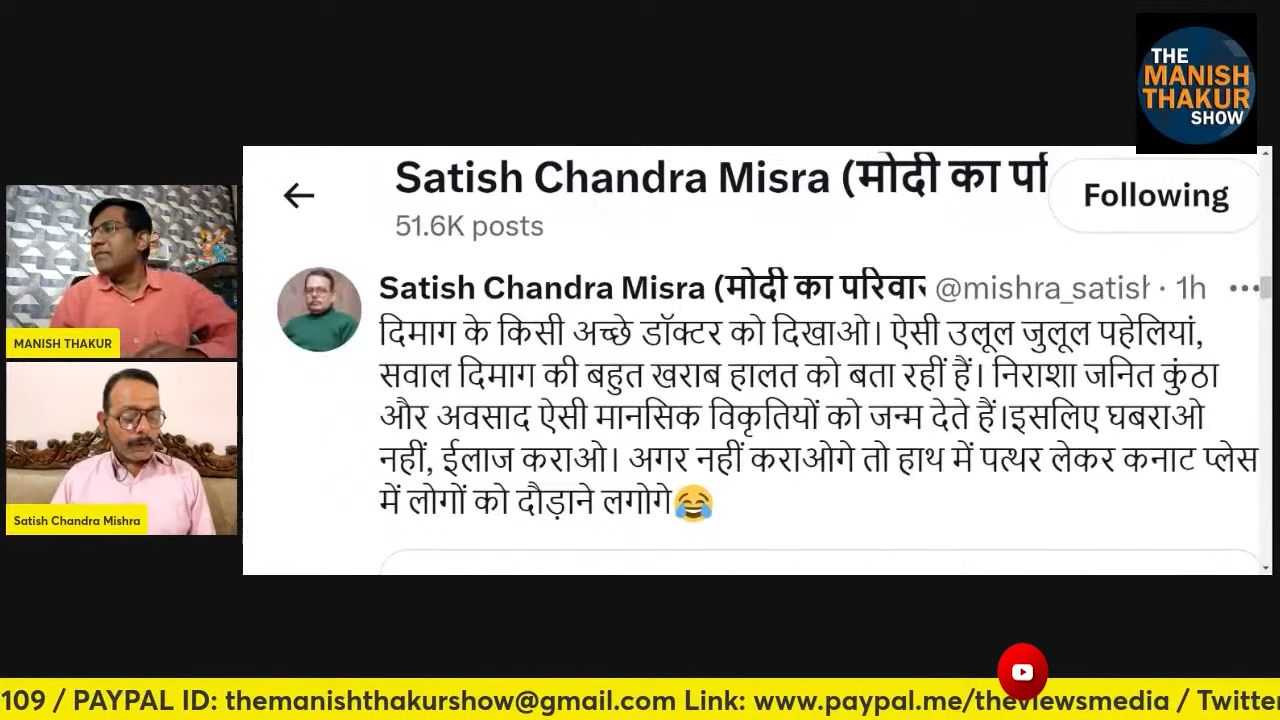 THE
MANISH
THAKUR
SHOW
Satish Chandra Misra (मोदी का परि
Following
51.6K posts
Satish Chandra Misra (मोदी का परिवार @mishra_satish · 1h
दिमाग के किसी अच्छे डॉक्टर को दिखाओ। ऐसी उलूल जुलूल पहेलियां,
सवाल दिमाग की बहुत खराब हालत को बता रहीं हैं। निराशा जनित कुंठा
और अवसाद ऐसी मानसिक विकृतियों को जन्म देते हैं।इसलिए घबराओ
नहीं, ईलाज कराओ। अगर नहीं कराओगे तो हाथ में पत्थर लेकर कनाट प्लेस
में लोगों को दौड़ाने लगोगे😂
MANISH THAKUR
Satish Chandra Mishra
109 / PAYPAL ID: themanishthakurshow@gmail.com Link: www.paypal.me/theviewsmedia / Twitter